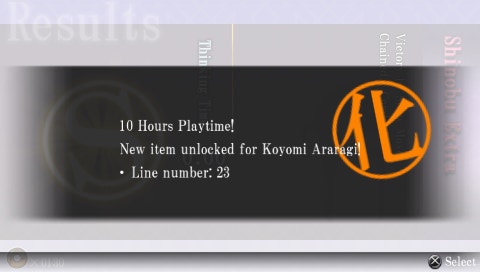 Results
10 Hours Playtime!
New item unlocked for Koyomi Araragi!
• Line number: 23
化
Shinobu Extra
Select